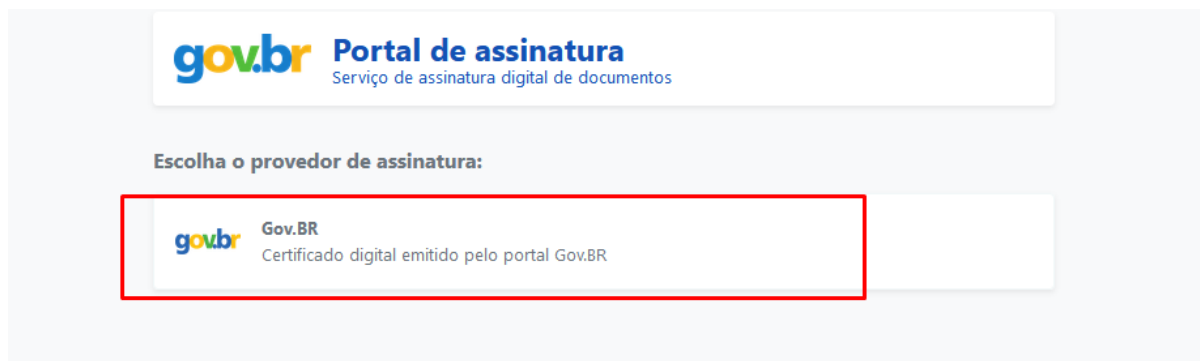 gov.br
Portal de assinatura
Serviço de assinatura digital de documentos
Escolha o provedor de assinatura:
gov.br
Gov.BR
Certificado digital emitido pelo portal Gov.BR